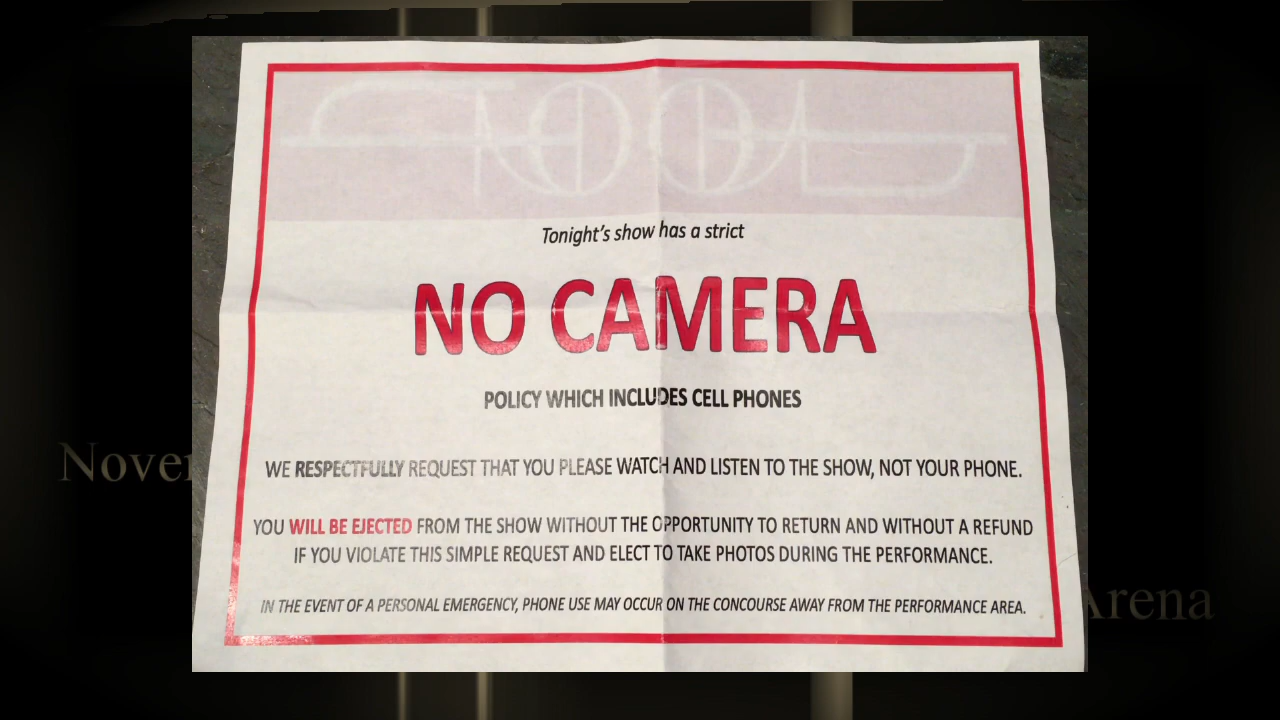 TOOL
Tonight's show has a strict
NO CAMERA
POLICY WHICH INCLUDES CELL PHONES
WE RESPECTFULLY REQUEST THAT YOU PLEASE WATCH AND LISTEN TO THE SHOW, NOT YOUR PHONE.
YOU WILL BE EJECTED FROM THE SHOW WITHOUT THE OPPORTUNITY TO RETURN AND WITHOUT A REFUND
IF YOU VIOLATE THIS SIMPLE REQUEST AND ELECT TO TAKE PHOTOS DURING THE PERFORMANCE.
IN THE EVENT OF A PERSONAL EMERGENCY, PHONE USE MAY OCCUR ON THE CONCOURSE AWAY FROM THE PERFORMANCE AREA.
Arena